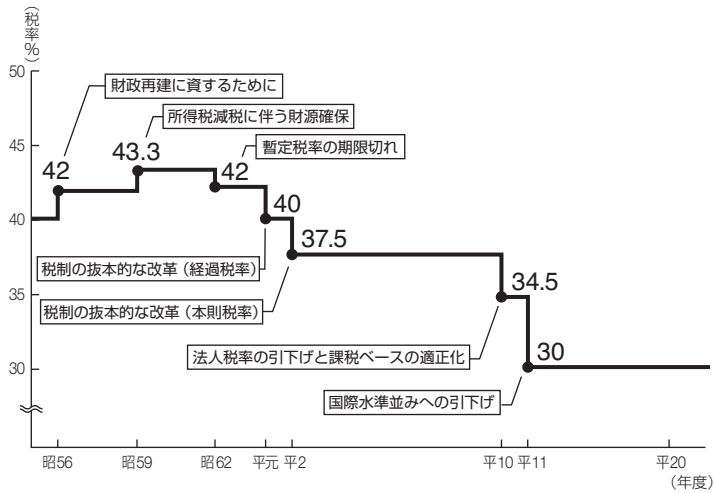 （税率％）
50
財政再建に資するために
所得税減税に伴う財源確保
45
43.3
暫定税率の期限切れ
42
42
40
40
37.5
税制の抜本的な改革（経過税率）
35
34.5
税制の抜本的な改革（本則税率）
法人税率の引下げと課税ベースの適正化
30
30
国際水準並みへの引下げ
昭56 昭59 昭62 平元 平2 平10 平11 平20
（年度）